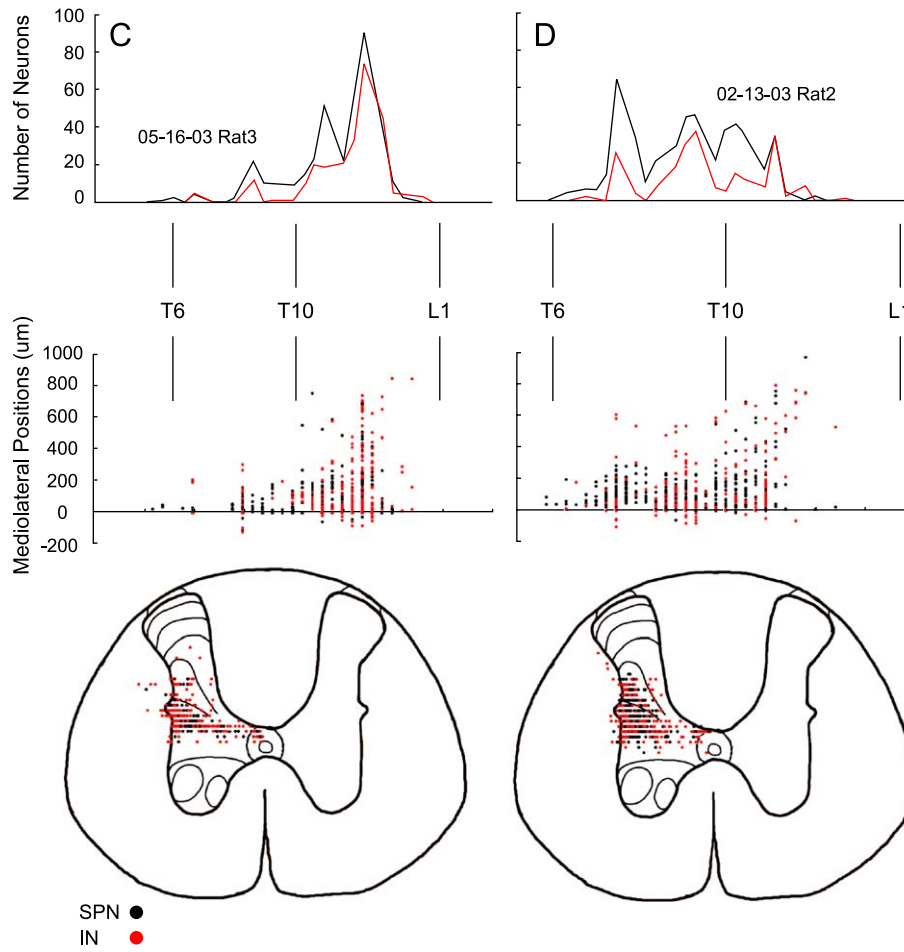 C
D
Number of Neurons
100
80
60
40
20
0
05-16-03 Rat3
02-13-03 Rat2
T6
T10
L1
T6
T10
L1
Mediolateral Positions (um)
1000
800
600
400
200
0
-200
SPN
IN